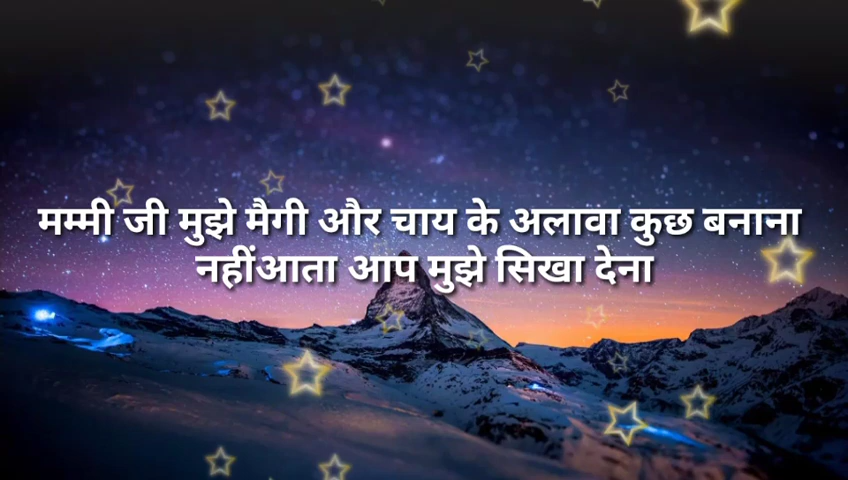 मम्मी जी मुझे मैगी और चाय के अलावा कुछ बनाना
नहींआता आप मुझे सिखा देना